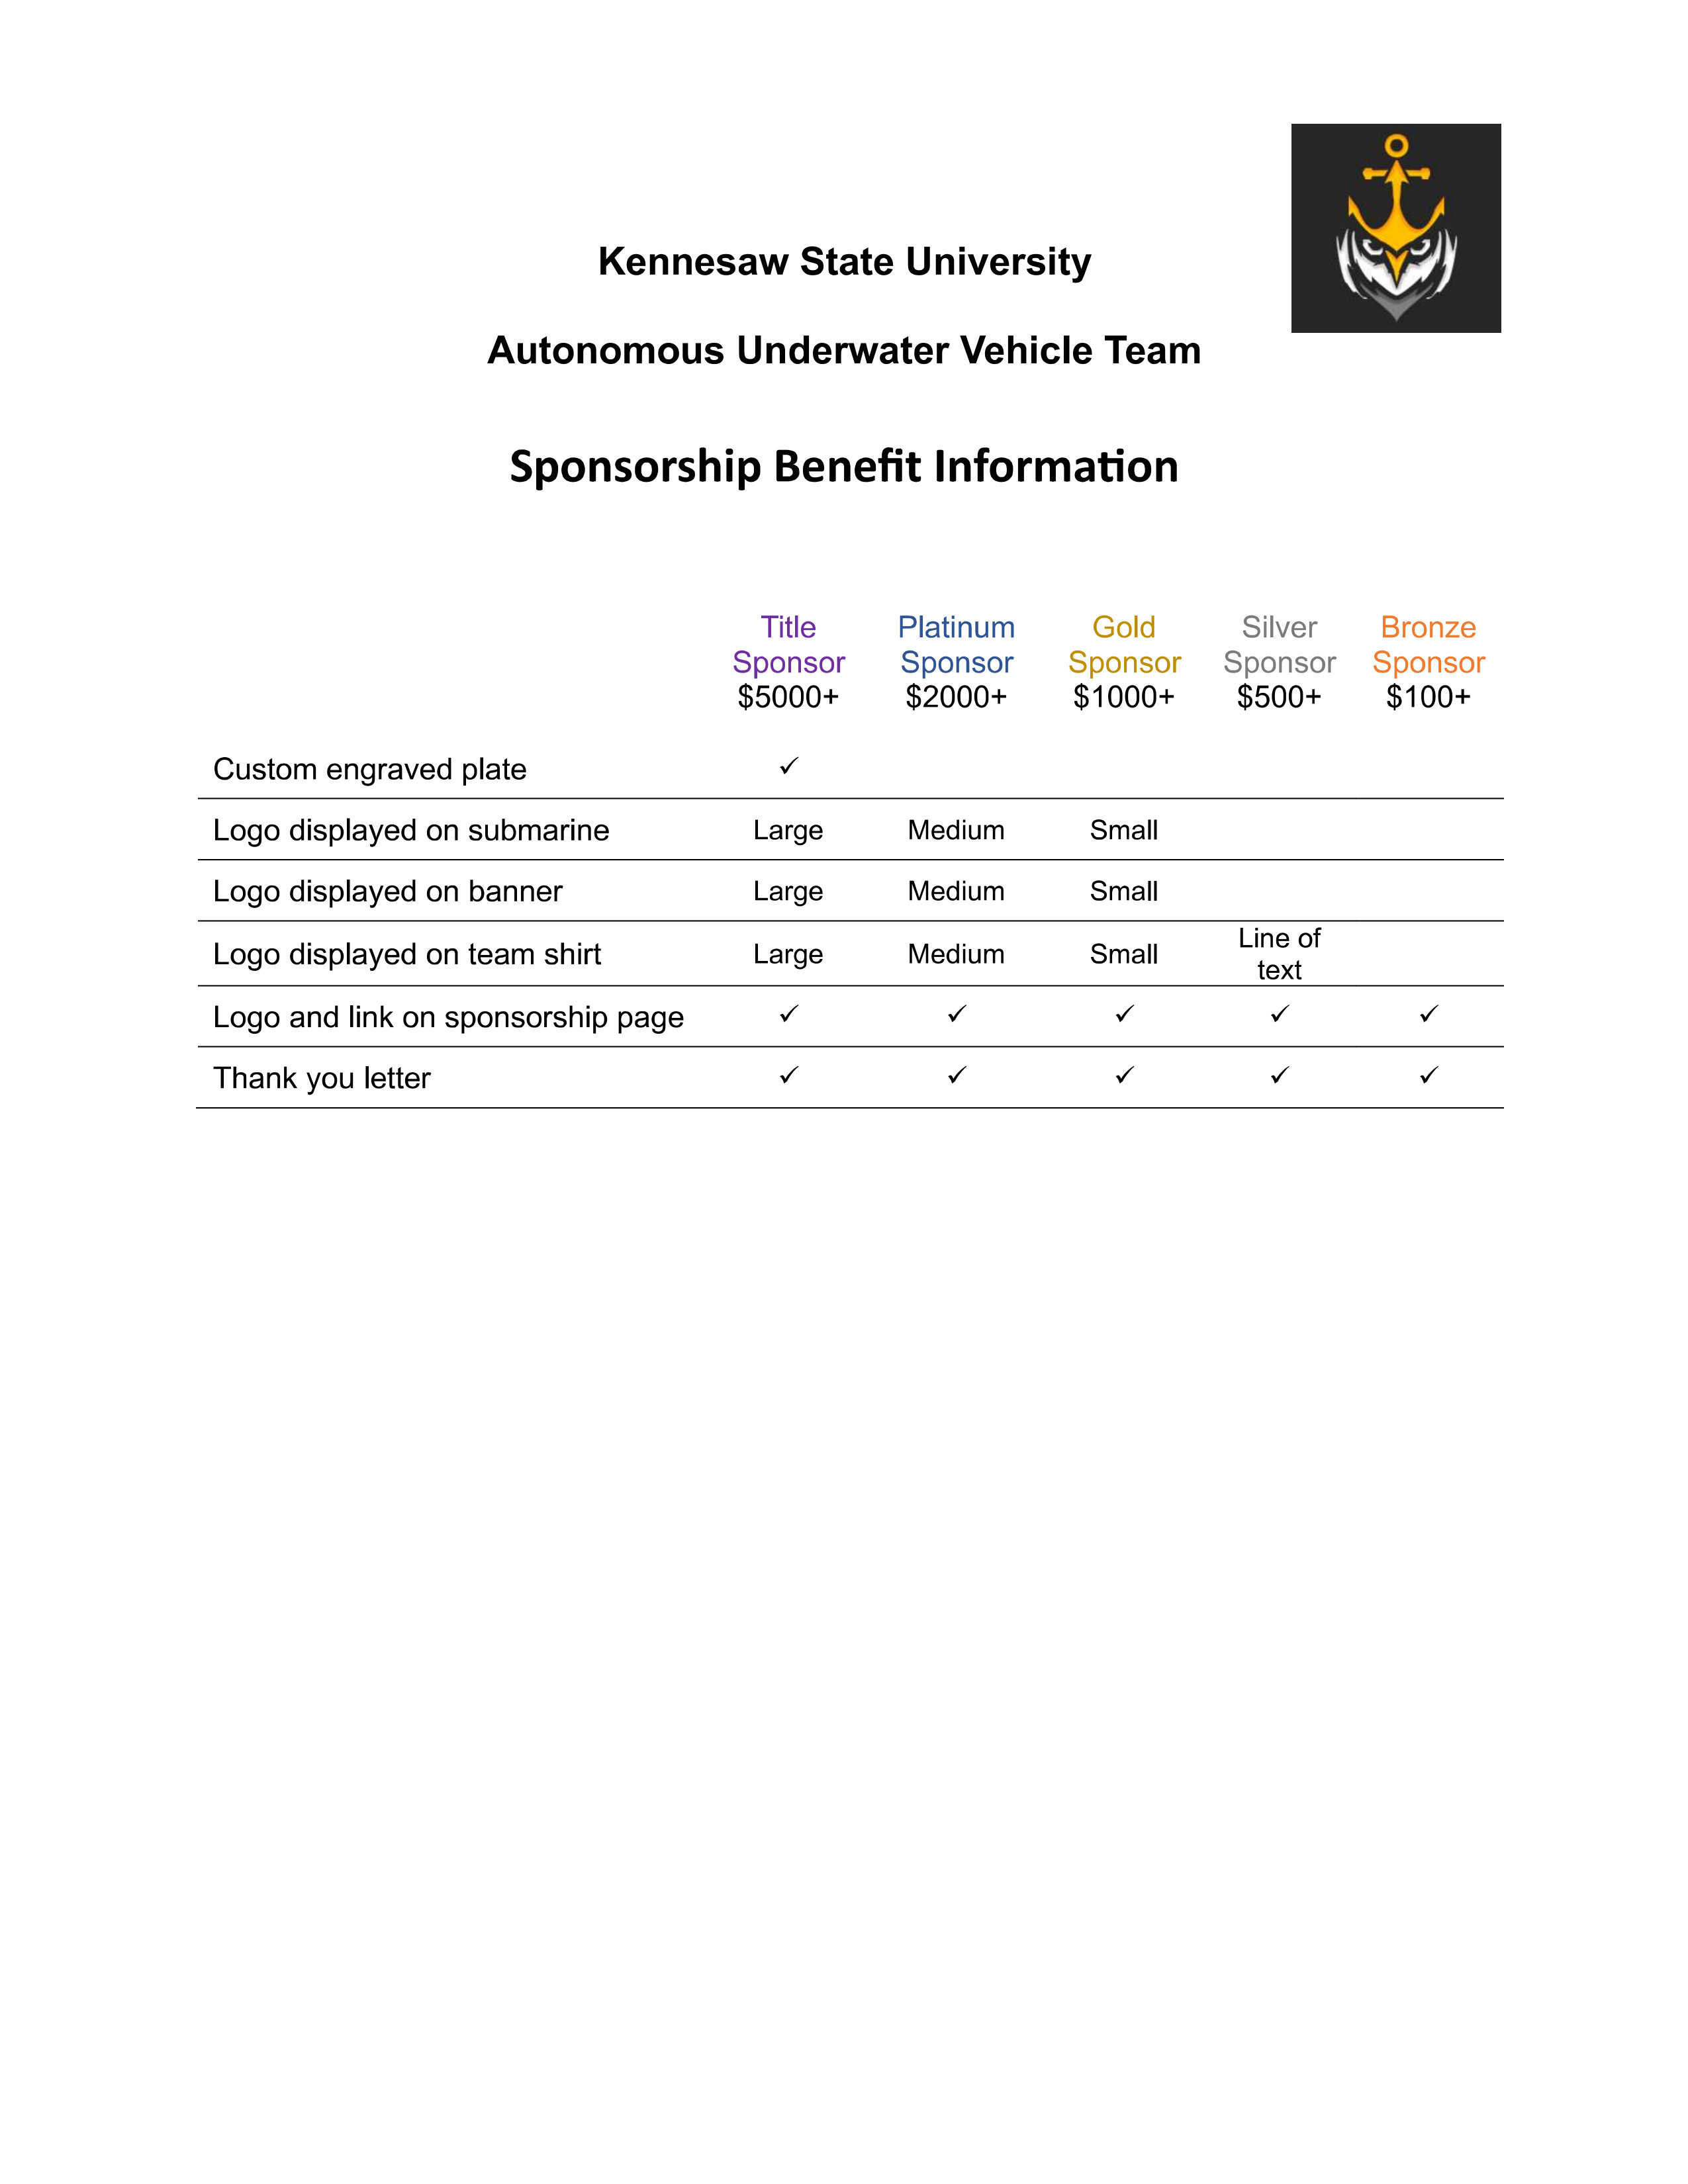 Kennesaw State University
Autonomous Underwater Vehicle Team
Sponsorship Benefit Information
Title Sponsor $5000+ Platinum Sponsor $2000+ Gold Sponsor $1000+ Silver Sponsor $500+ Bronze Sponsor $100+
Custom engraved plate ✓
Logo displayed on submarine Large Medium Small
Logo displayed on banner Large Medium Small
Logo displayed on team shirt Large Medium Small Line of text
Logo and link on sponsorship page ✓ ✓ ✓ ✓ ✓
Thank you letter ✓ ✓ ✓ ✓ ✓